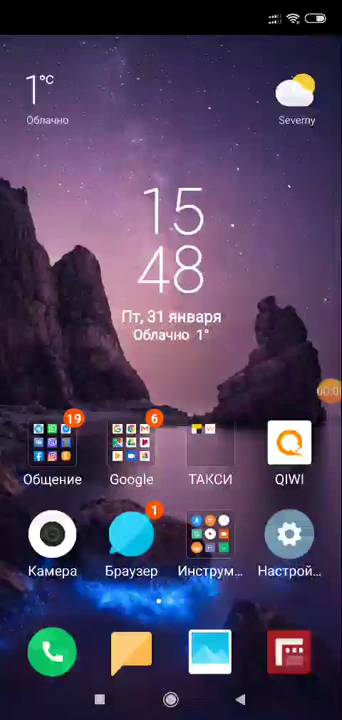 1°C
Облачно
Severny
15
48
Пт, 31 января
Облачно 1°
19
6
Общение
Google
ТАКСИ
QIWI
1
Камера
Браузер
Инструм...
Настрой...